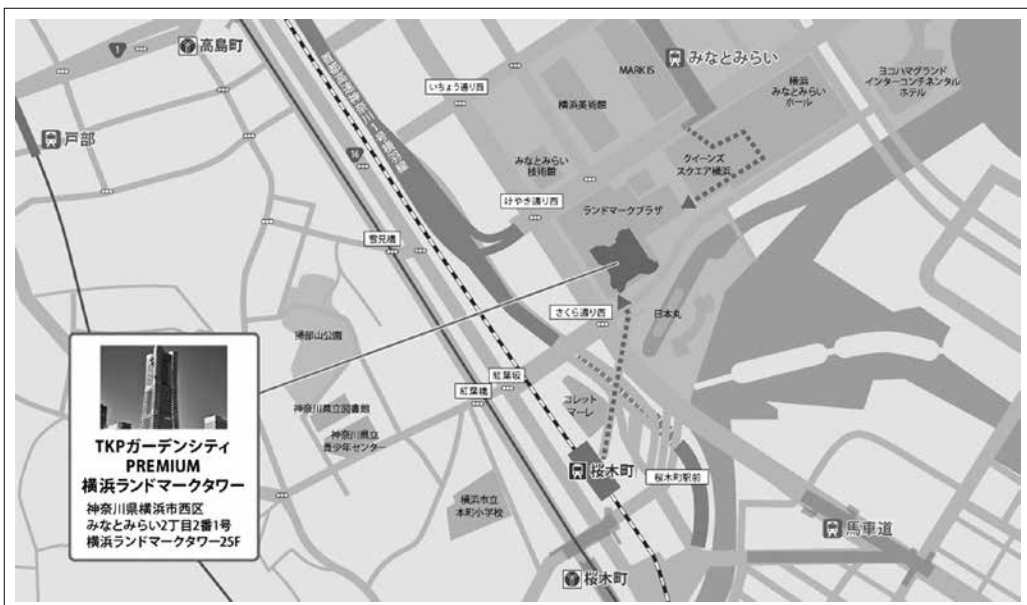 1
高島町
みなとみらい
MARKIS
いちょう通り西
横浜美術館
横浜
みなとみらい
ホール
ヨコハマグランド
インターコンチネンタル
ホテル
戸部
16
みなとみらい
技術館
クイーンズ
スクエア横浜
けやき通り西
ランドマークプラザ
雪見橋
さくら通り西
日本丸
掃部山公園
紅葉坂
紅葉橋
コレット
マーレ
神奈川県立図書館
神奈川県立
青少年センター
桜木町
桜木町駅前
横浜市立
本町小学校
馬車道
桜木町
TKPガーデンシティ
PREMIUM
横浜ランドマークタワー
神奈川県横浜市西区
みなとみらい2丁目2番1号
横浜ランドマークタワー25F